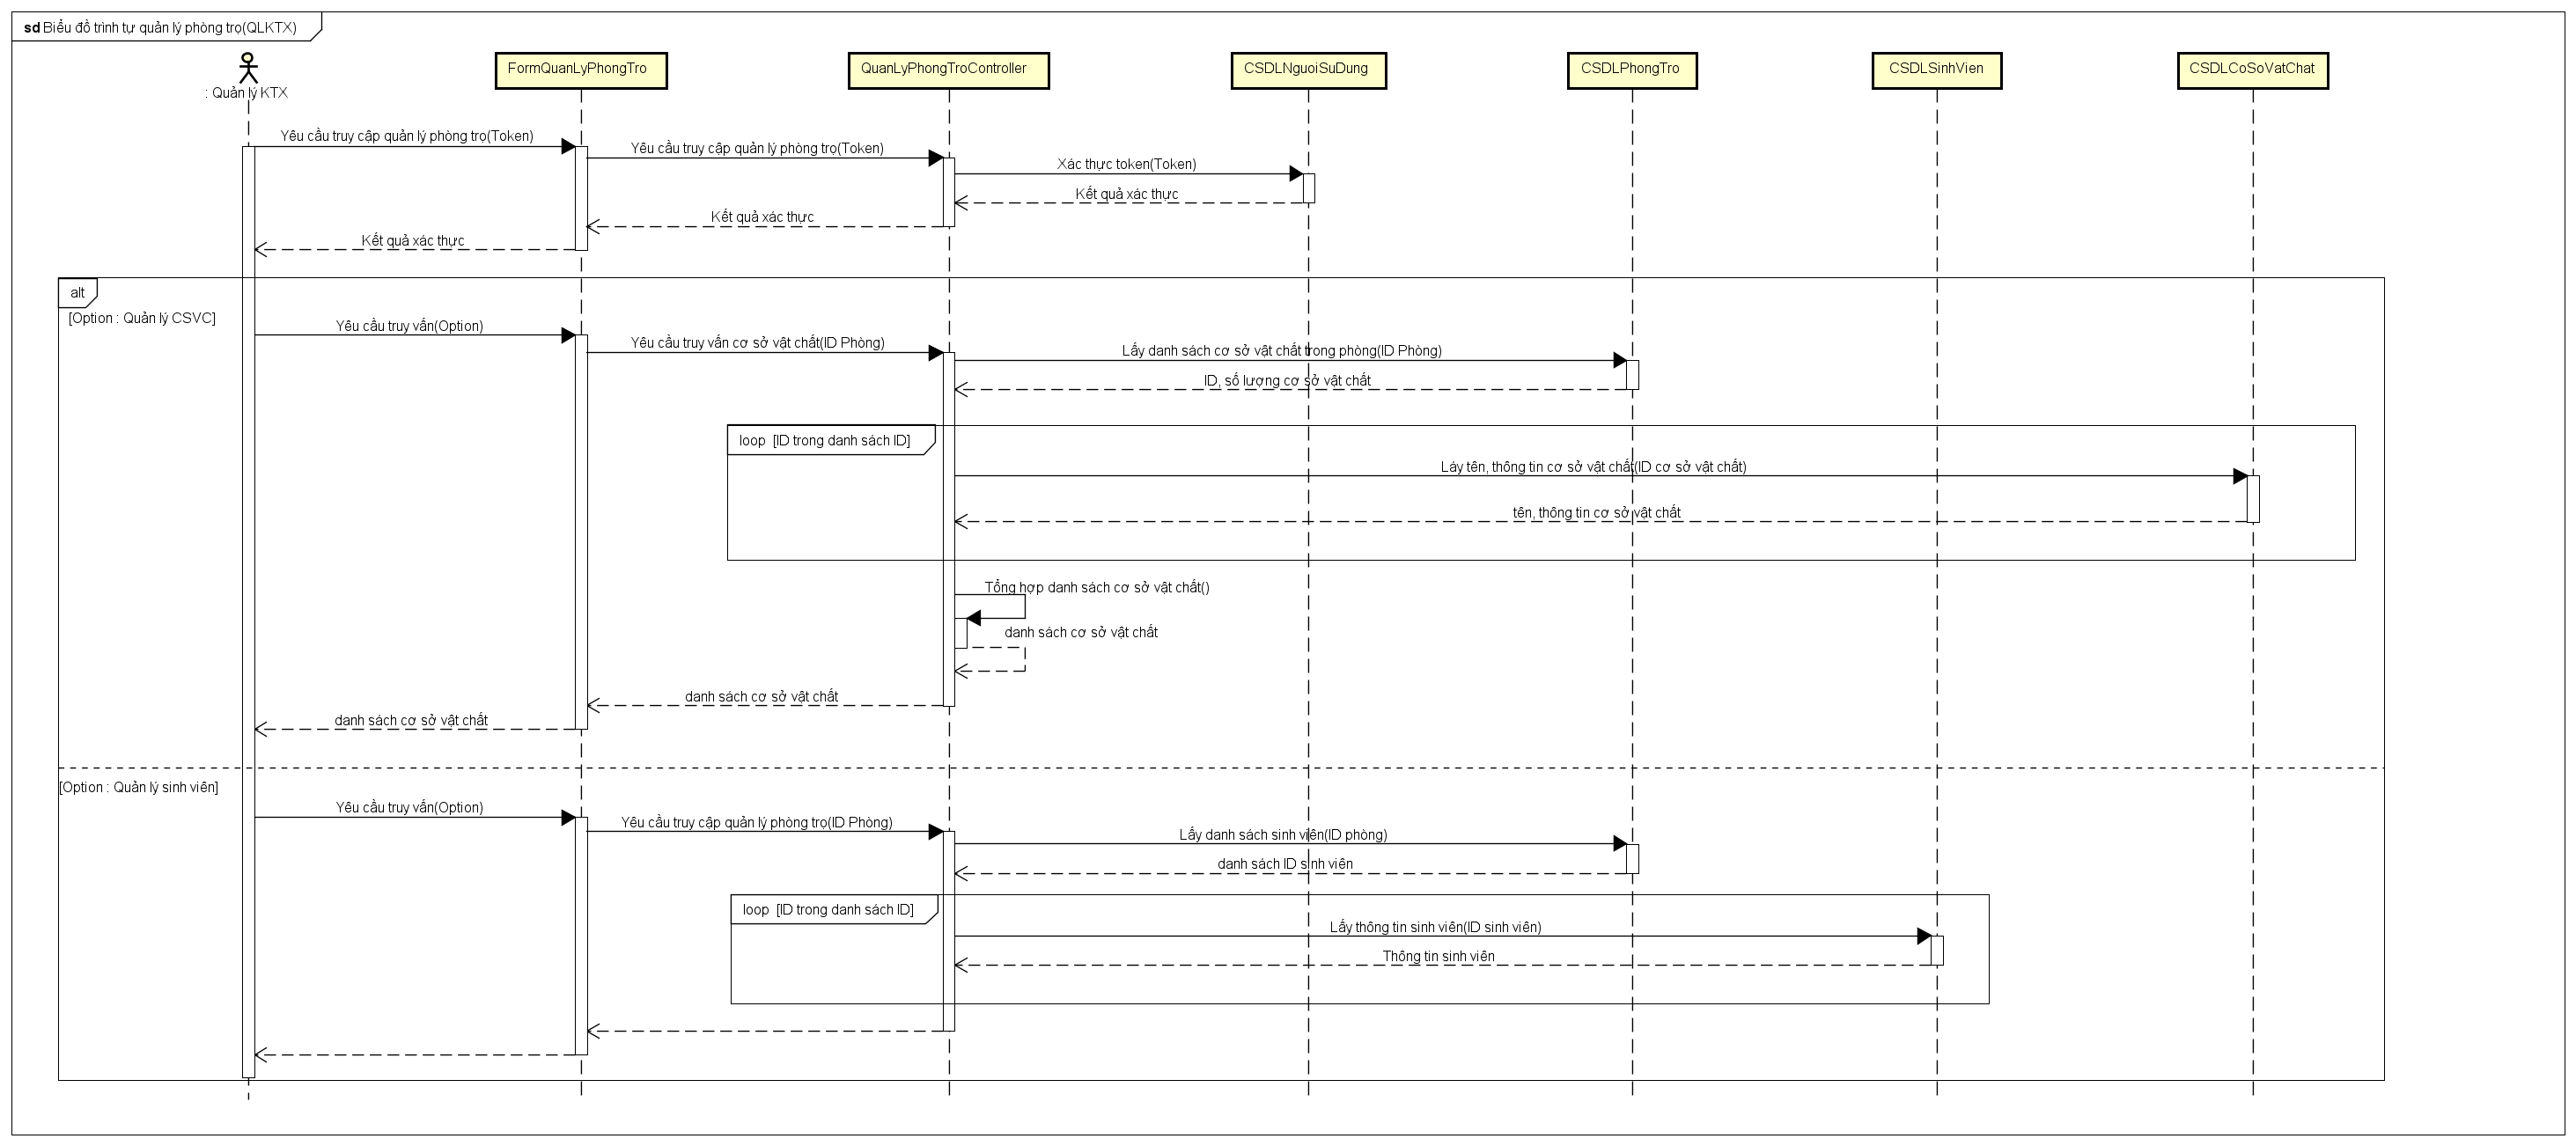 sd Biểu đồ trình tự quản lý phòng trọ(QLKTX)
: Quản lý KTX
FormQuanLyPhongTro
QuanLyPhongTroController
CSDLNguoiSuDung
CSDLPhongTro
CSDLSinhVien
CSDLCoSoVatChat
Yêu cầu truy cập quản lý phòng trọ(Token)
Yêu cầu truy cập quản lý phòng trọ(Token)
Xác thực token(Token)
Kết quả xác thực
Kết quả xác thực
Kết quả xác thực
alt
[Option : Quản lý CSVC]
Yêu cầu truy vấn(Option)
Yêu cầu truy vấn cơ sở vật chất(ID Phòng)
Lấy danh sách cơ sở vật chất trong phòng(ID Phòng)
ID, số lượng cơ sở vật chất
loop [ID trong danh sách ID]
Láy tên, thông tin cơ sở vật chất(ID cơ sở vật chất)
tên, thông tin cơ sở vật chất
Tổng hợp danh sách cơ sở vật chất()
danh sách cơ sở vật chất
danh sách cơ sở vật chất
danh sách cơ sở vật chất
[Option : Quản lý sinh viên]
Yêu cầu truy vấn(Option)
Yêu cầu truy cập quản lý phòng trọ(ID Phòng)
Lấy danh sách sinh viên(ID phòng)
danh sách ID sinh viên
loop [ID trong danh sách ID]
Lấy thông tin sinh viên(ID sinh viên)
Thông tin sinh viên